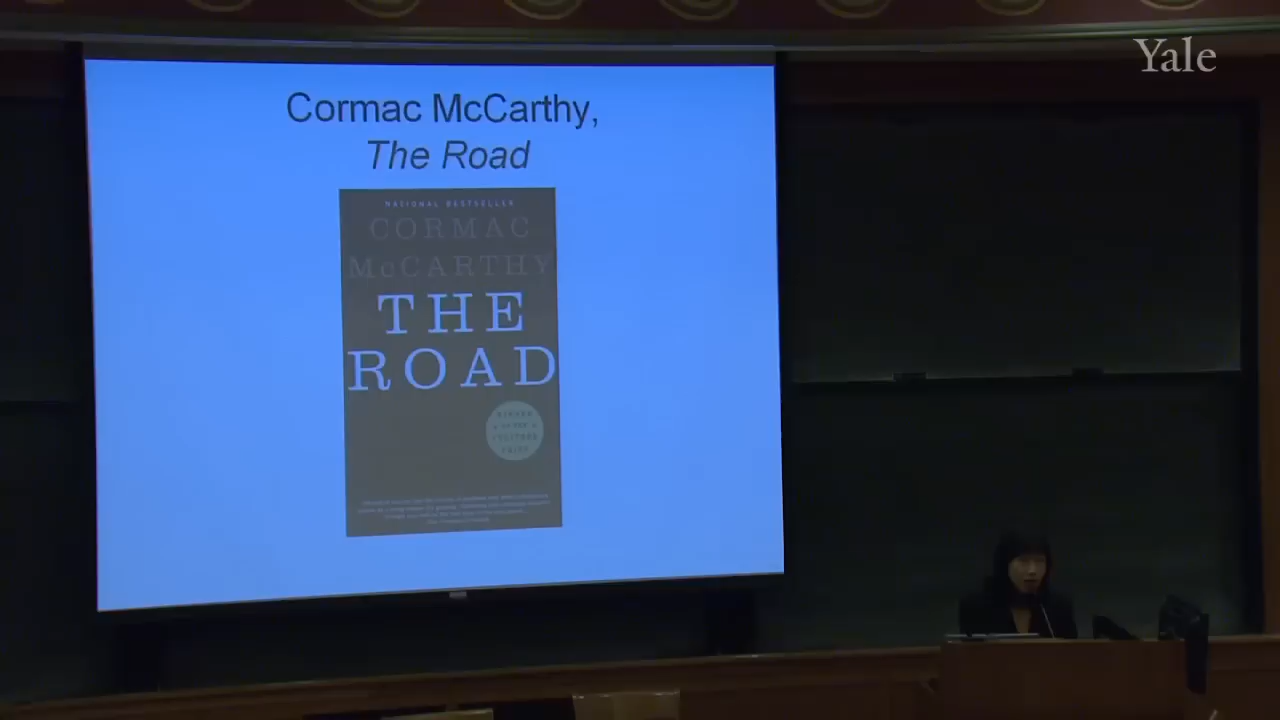 Yale
Cormac McCarthy,
The Road
NATIONAL BESTSELLER
CORMAC
McCARTHY
THE
ROAD